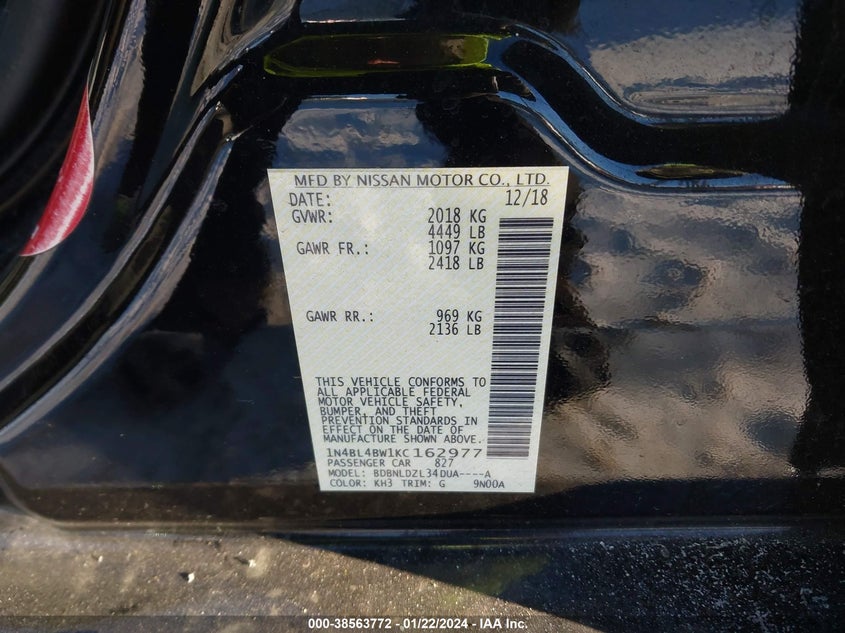 MFD BY NISSAN MOTOR CO., LTD.
DATE: 12/18
GVWR: 2018 KG
4449 LB
GAWR FR.: 1097 KG
2418 LB
GAWR RR.: 969 KG
2136 LB
THIS VEHICLE CONFORMS TO
ALL APPLICABLE FEDERAL
MOTOR VEHICLE SAFETY,
BUMPER, AND THEFT
PREVENTION STANDARDS IN
EFFECT ON THE DATE OF
MANUFACTURE SHOWN ABOVE.
1N4BL4BW1KC162977
PASSENGER CAR 827
MODEL: BDBNLDZL34DUA----A
COLOR: KH3 TRIM: G 9N00A
000-38563772 - 01/22/2024 - IAA Inc.